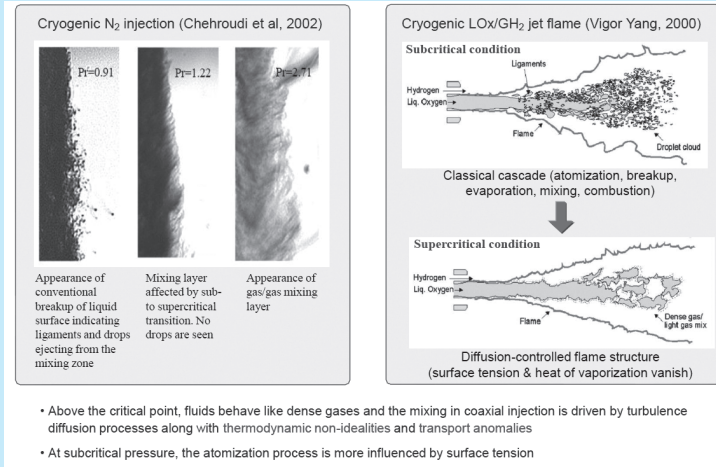 Cryogenic N₂ injection (Chehroudi et al, 2002)
Pr=0.91
Pr=1.22
Pr=2.71
Appearance of
conventional
breakup of liquid
surface indicating
ligaments and drops
ejecting from the
mixing zone
Mixing layer
affected by sub-
to supercritical
transition. No
drops are seen
Appearance of
gas/gas mixing
layer
Cryogenic LOx/GH₂ jet flame (Vigor Yang, 2000)
Subcritical condition
Ligaments
Hydrogen
Liq. Oxygen
Flame
Droplet cloud
Classical cascade (atomization, breakup,
evaporation, mixing, combustion)
Supercritical condition
Hydrogen
Liq. Oxygen
Flame
Dense gas/
light gas mix
Diffusion-controlled flame structure
(surface tension & heat of vaporization vanish)
• Above the critical point, fluids behave like dense gases and the mixing in coaxial injection is driven by turbulence
diffusion processes along with thermodynamic non-idealities and transport anomalies
• At subcritical pressure, the atomization process is more influenced by surface tension